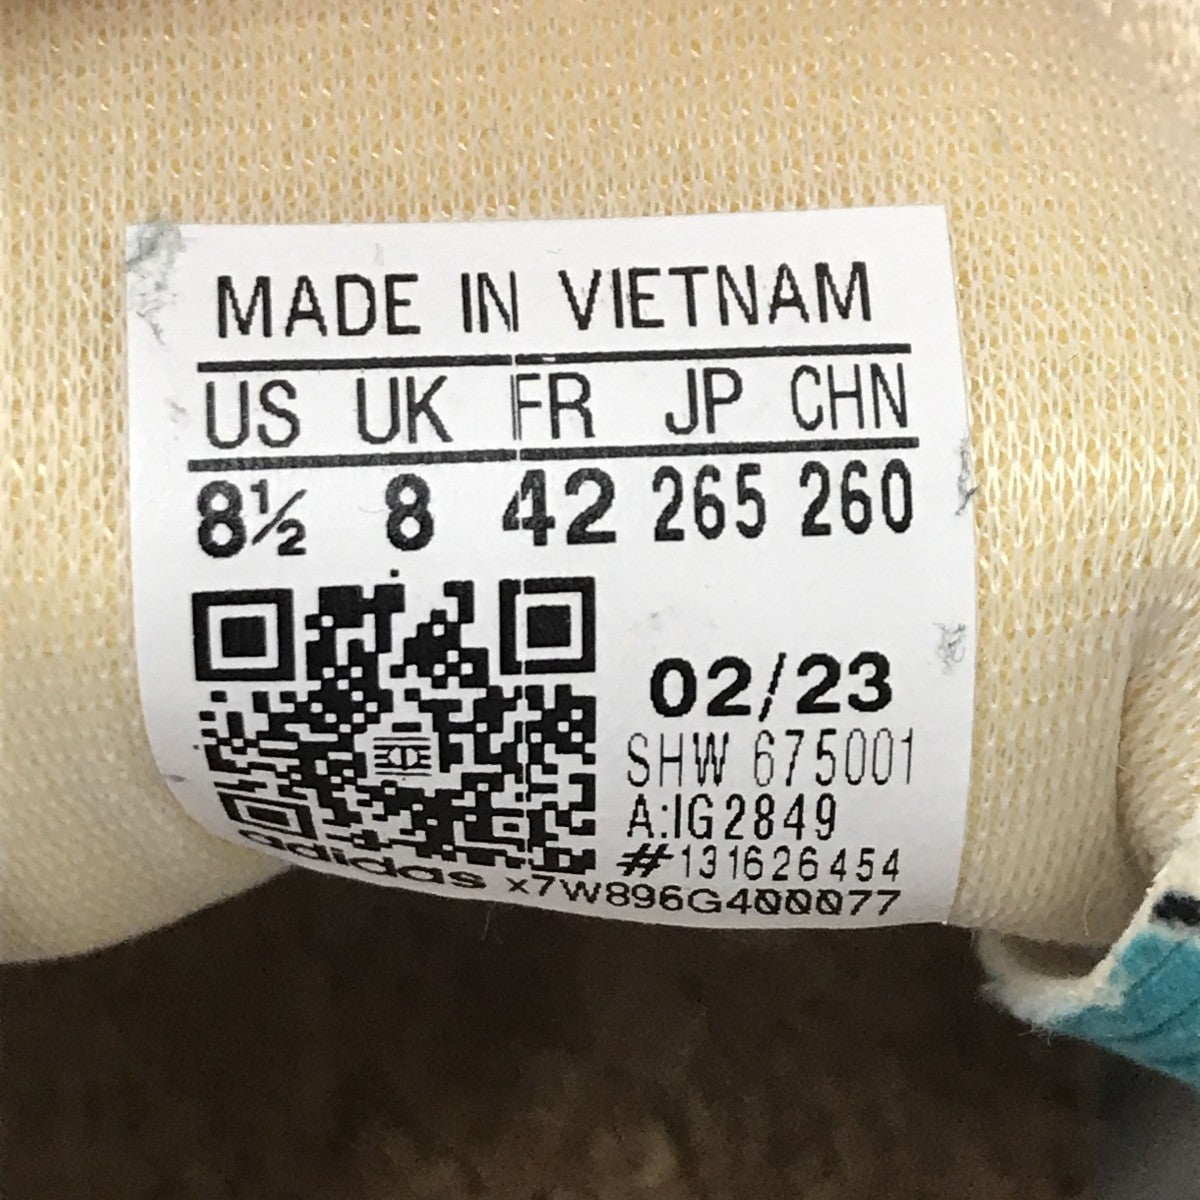 MADE IN VIETNAM
US UK FR JP CHN
8½ 8 42 265 260
02/23
SHW 675001
A:IG2849
#131626454
adidas x7W896G400077